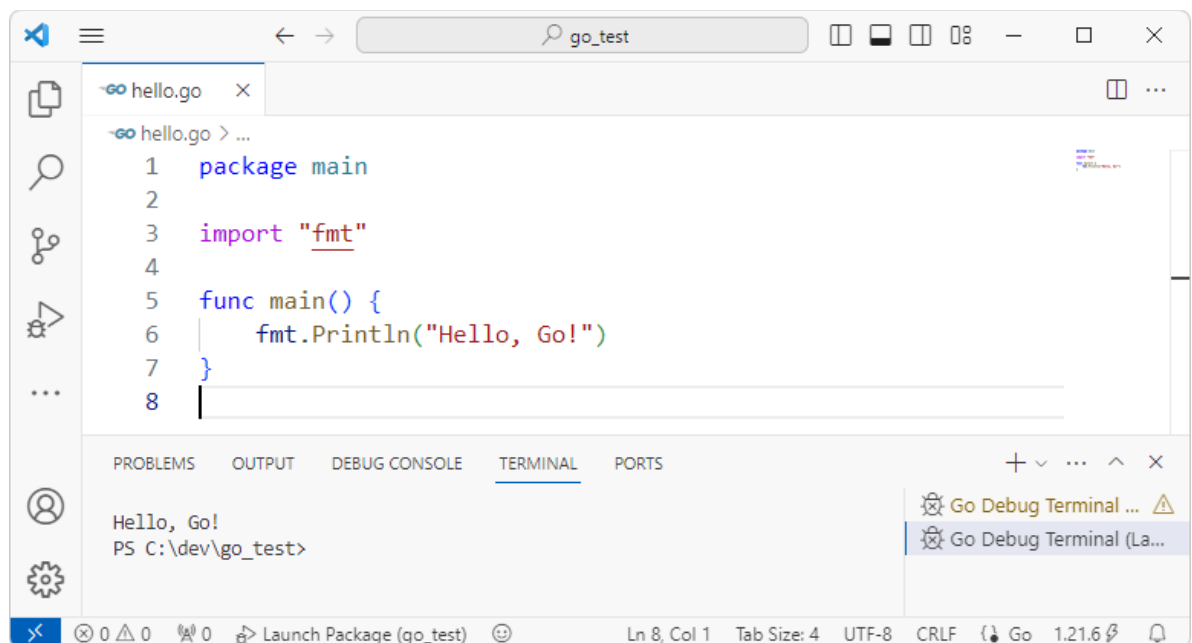 go_test
GO hello.go
GO hello.go > ...
1 package main
2
3 import "fmt"
4
5 func main() {
6 fmt.Println("Hello, Go!")
7 }
8
PROBLEMS OUTPUT DEBUG CONSOLE TERMINAL PORTS
Hello, Go!
PS C:\dev\go_test>
Go Debug Terminal ...
Go Debug Terminal (La...
0 0 0 Launch Package (go_test) Ln 8, Col 1 Tab Size: 4 UTF-8 CRLF Go 1.21.6